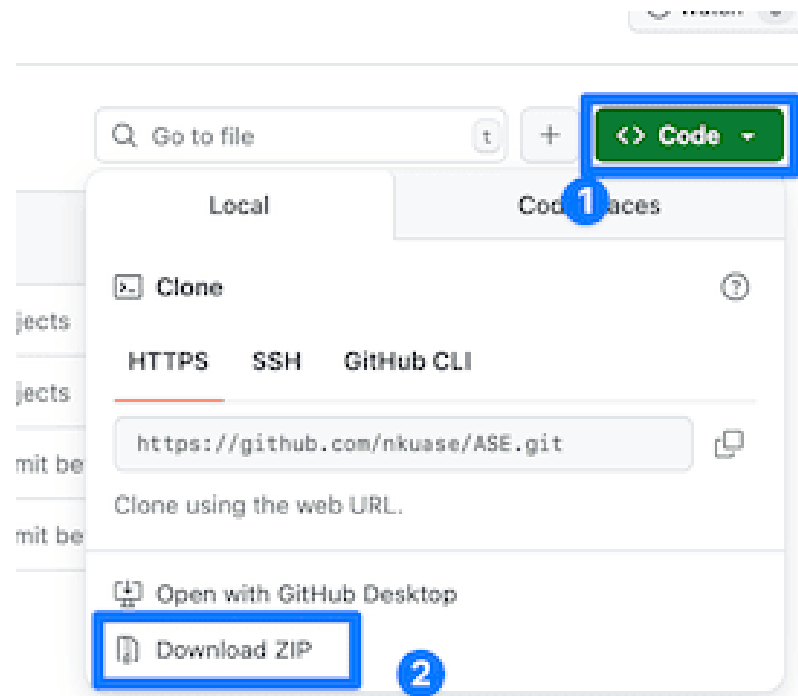 Go to file t + <> Code
1
Local
Clone
jects
HTTPS SSH GitHub CLI
jects
https://github.com/nkuase/ASE.git
mit be
Clone using the web URL.
mit be
Open with GitHub Desktop
Download ZIP
2